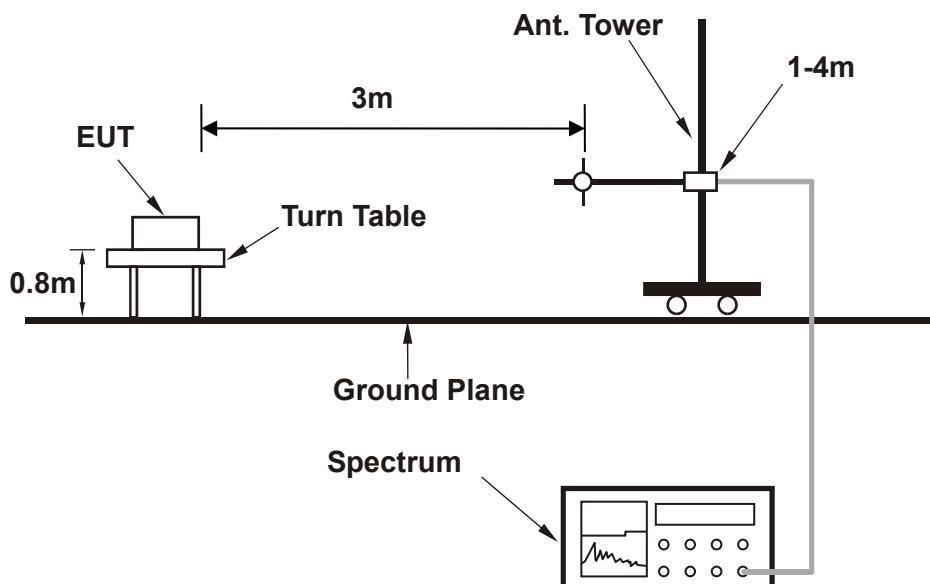 Ant. Tower
1-4m
3m
EUT
Turn Table
0.8m
Ground Plane
Spectrum